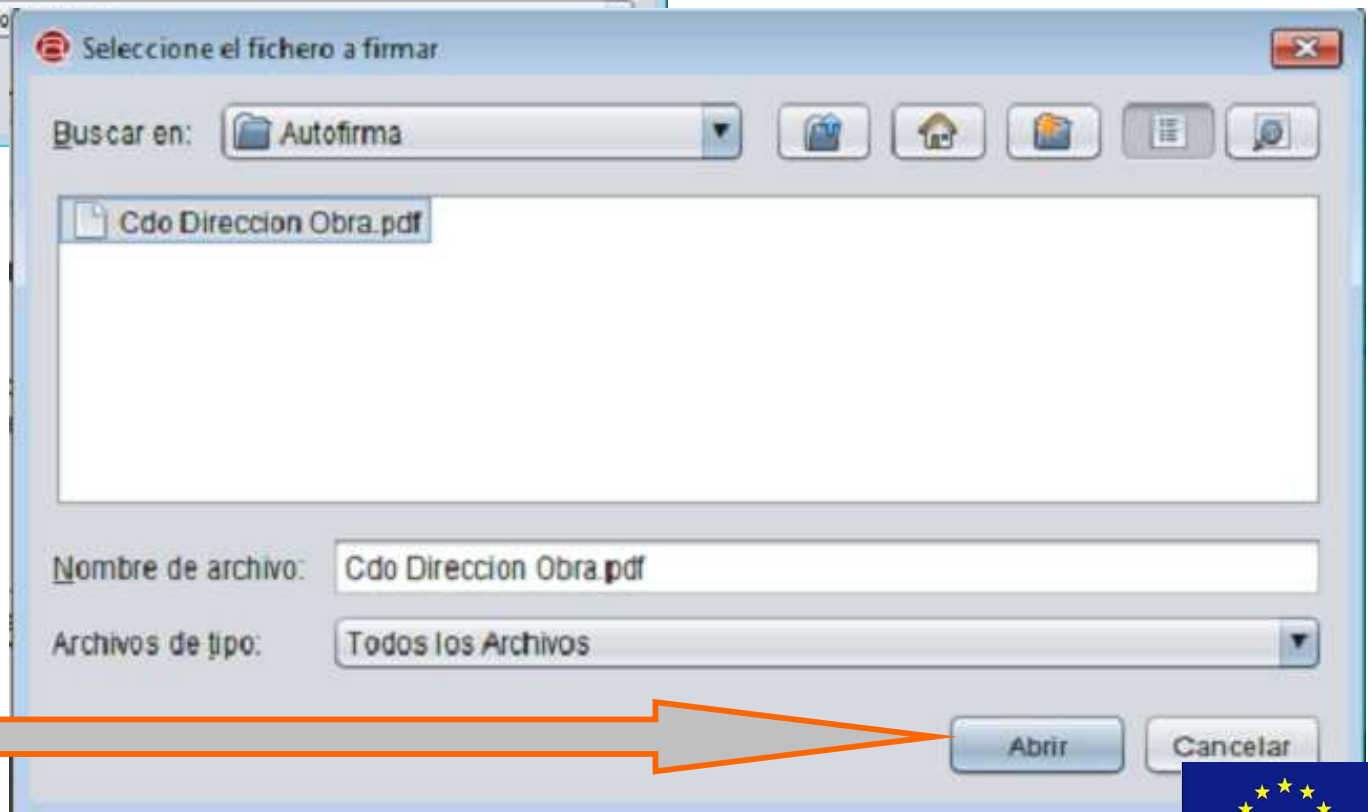 Seleccione el fichero a firmar
Buscar en: Autofirma
Cdo Direccion Obra.pdf
Nombre de archivo: Cdo Direccion Obra.pdf
Archivos de tipo: Todos los Archivos
Abrir Cancelar